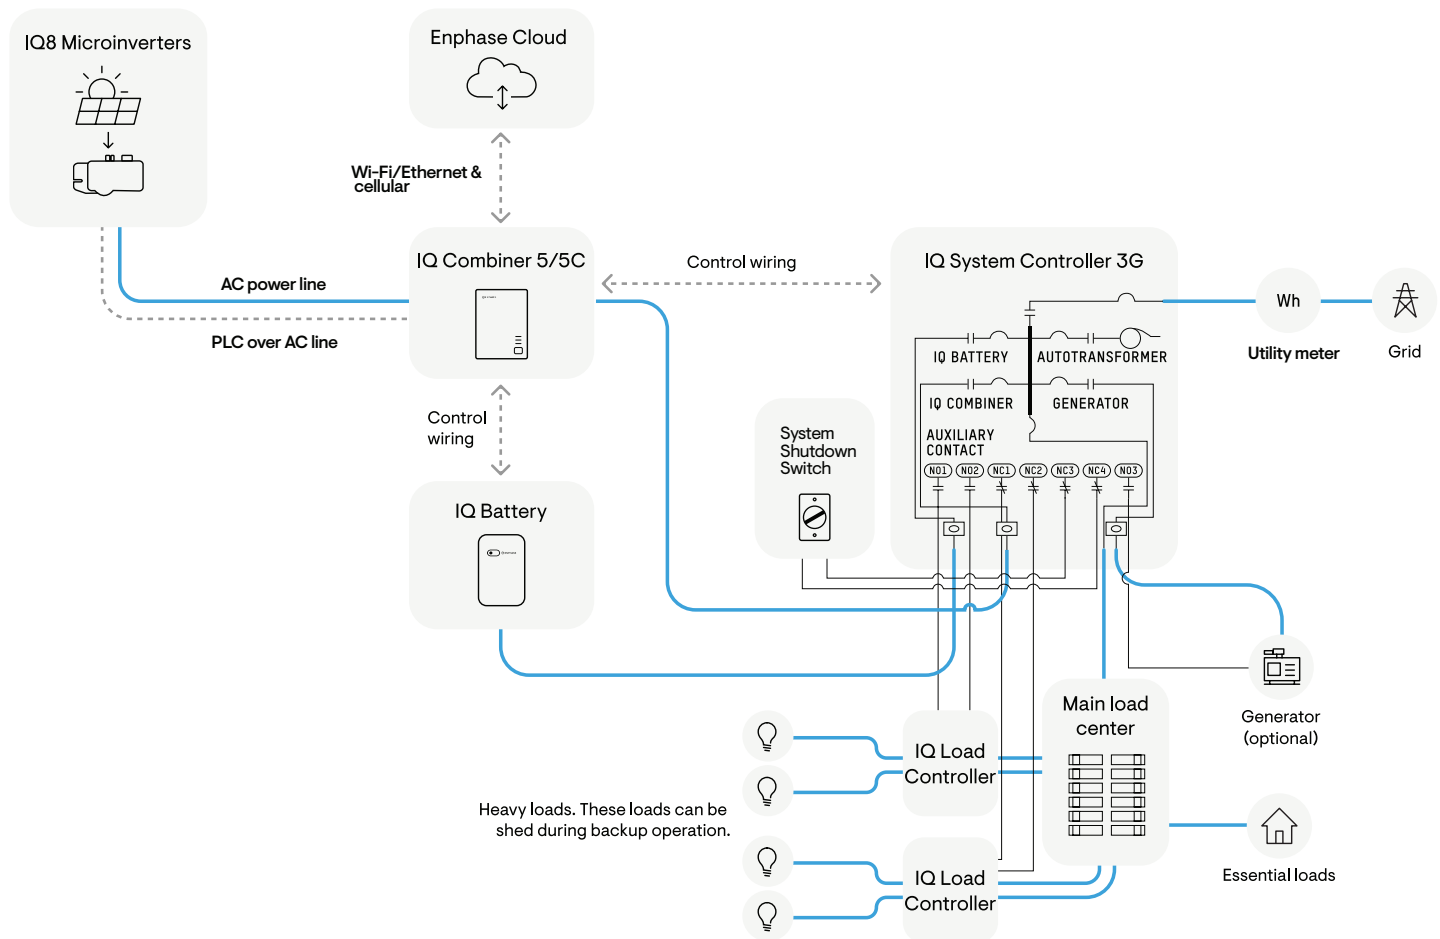 IQ8 Microinverters
Enphase Cloud
Wi-Fi/Ethernet &
cellular
IQ Combiner 5/5C
AC power line
PLC over AC line
Control wiring
IQ System Controller 3G
Wh
Utility meter
Grid
IQ BATTERY
AUTOTRANSFORMER
IQ COMBINER
GENERATOR
AUXILIARY
CONTACT
NO1
NO2
NC1
NC2
NC3
NC4
NO3
Control
wiring
System
Shutdown
Switch
IQ Battery
Main load
center
Generator
(optional)
IQ Load
Controller
Heavy loads. These loads can be
shed during backup operation.
IQ Load
Controller
Essential loads